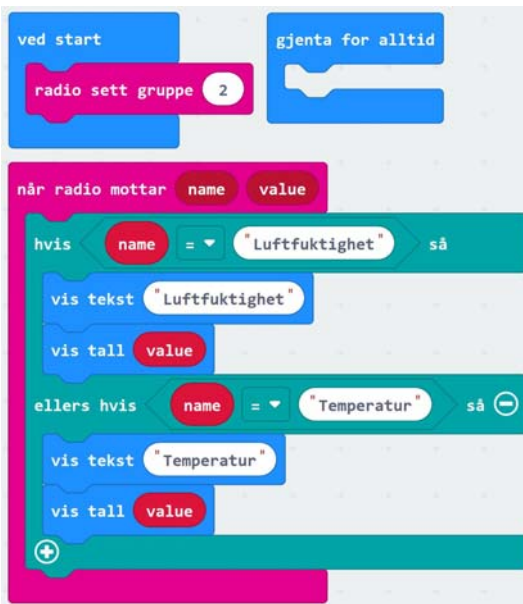 ved start
radio sett gruppe 2
gjenta for alltid
når radio mottar name value
hvis name = "Luftfuktighet" så
vis tekst "Luftfuktighet"
vis tall value
ellers hvis name = "Temperatur" så
vis tekst "Temperatur"
vis tall value